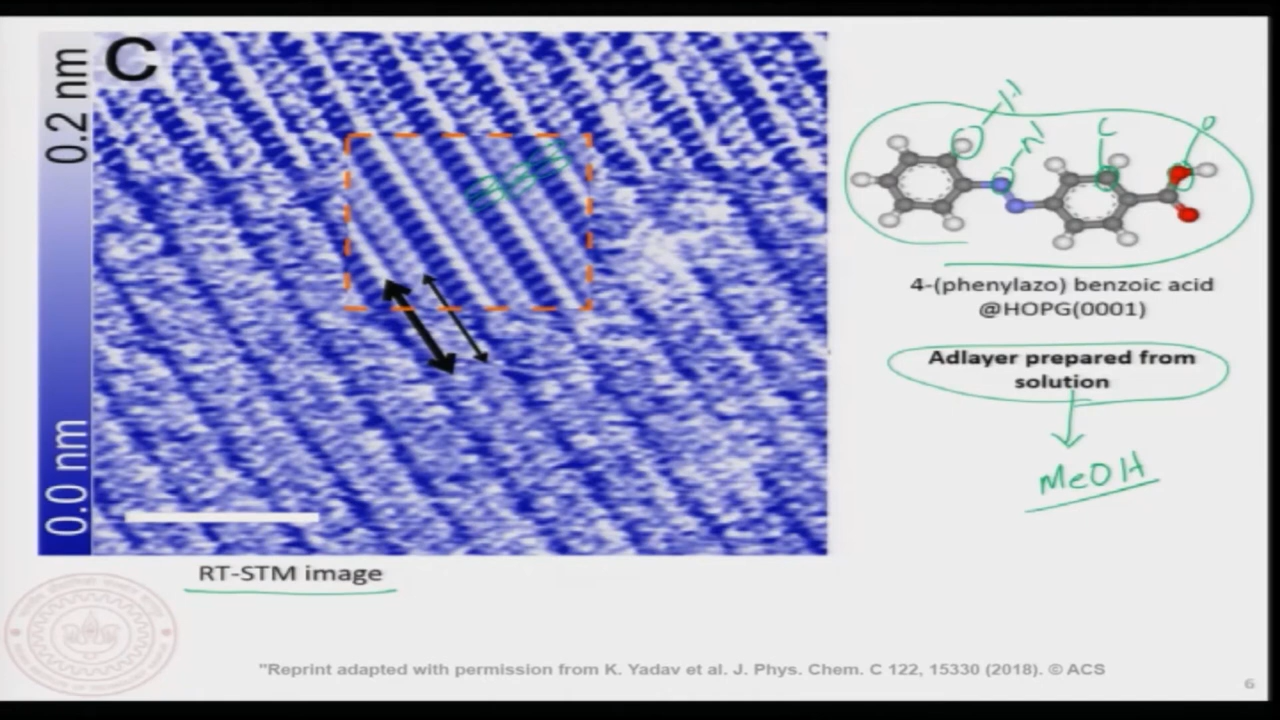 C
0.2 nm
0.0 nm
H
N
C
O
4-(phenylazo) benzoic acid
@HOPG(0001)
Adlayer prepared from
solution
MeOH
RT-STM image
"Reprint adapted with permission from K. Yadav et al. J. Phys. Chem. C 122, 15330 (2018). © ACS
6